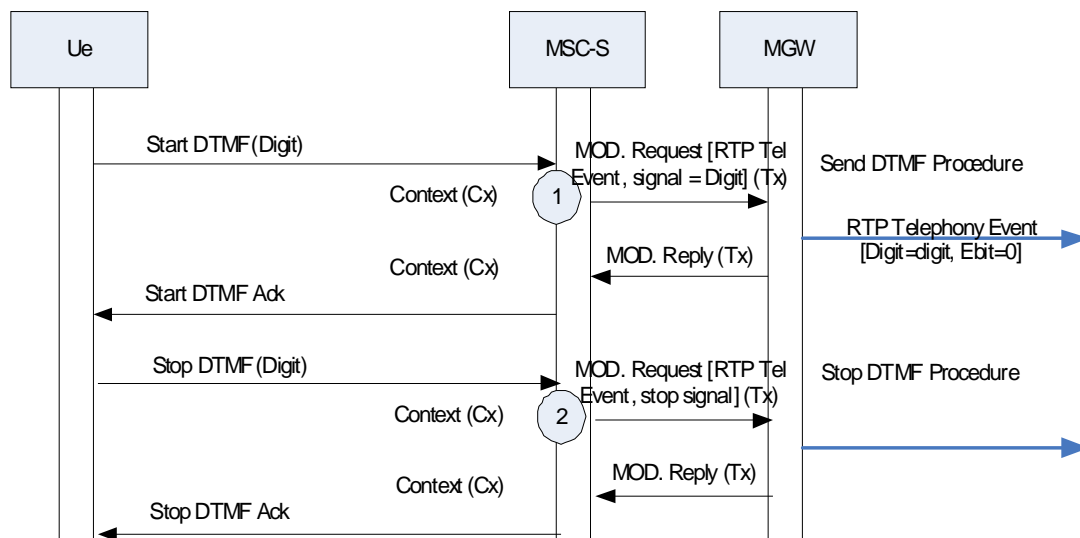 Ue
MSC-S
MGW
Start DTMF (Digit)
MOD. Request [RTP Tel
Event, signal = Digit] (Tx)
Send DTMF Procedure
Context (Cx)
1
RTP Telephony Event
[Digit=digit, Ebit=0]
MOD. Reply (Tx)
Context (Cx)
Start DTMF Ack
Stop DTMF (Digit)
MOD. Request [RTP Tel
Event, stop signal] (Tx)
Stop DTMF Procedure
Context (Cx)
2
MOD. Reply (Tx)
Context (Cx)
Stop DTMF Ack